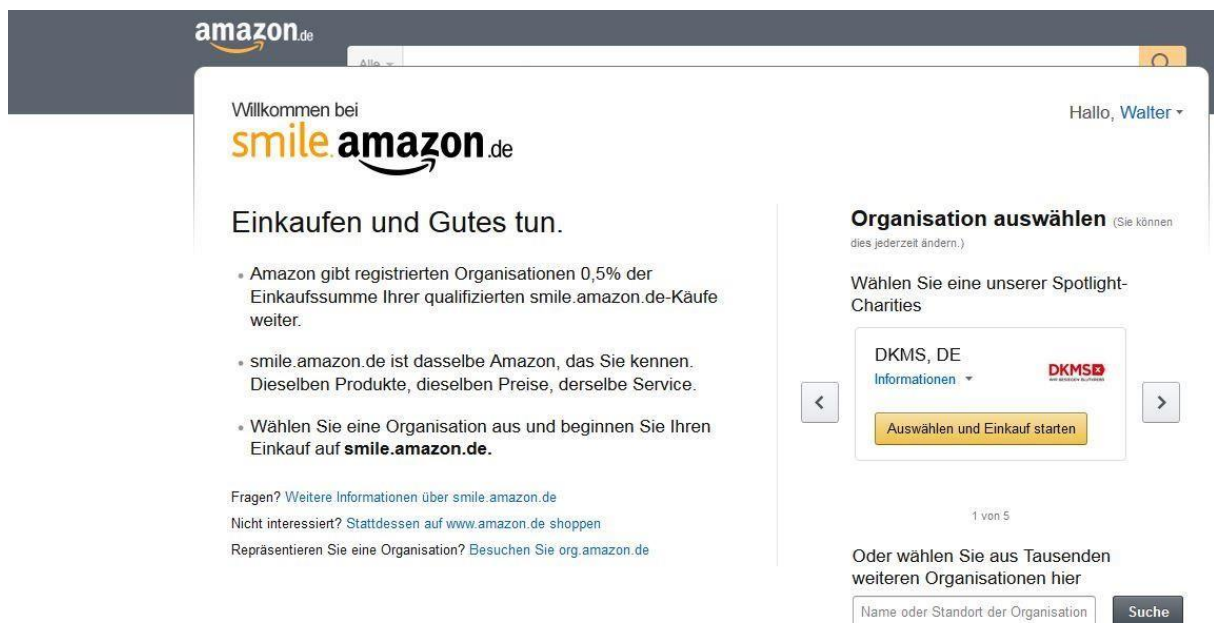 amazon.de
Alle
Willkommen bei
smile.amazon.de
Hallo, Walter
Einkaufen und Gutes tun.
Amazon gibt registrierten Organisationen 0,5% der
Einkaufssumme Ihrer qualifizierten smile.amazon.de-Käufe
weiter.
smile.amazon.de ist dasselbe Amazon, das Sie kennen.
Dieselben Produkte, dieselben Preise, derselbe Service.
Wählen Sie eine Organisation aus und beginnen Sie Ihren
Einkauf auf smile.amazon.de.
Fragen? Weitere Informationen über smile.amazon.de
Nicht interessiert? Stattdessen auf www.amazon.de shoppen
Repräsentieren Sie eine Organisation? Besuchen Sie org.amazon.de
Organisation auswählen (Sie können
dies jederzeit ändern.)
Wählen Sie eine unserer Spotlight-
Charities
DKMS, DE
Informationen
DKMS
Auswählen und Einkauf starten
1 von 5
Oder wählen Sie aus Tausenden
weiteren Organisationen hier
Name oder Standort der Organisation
Suche